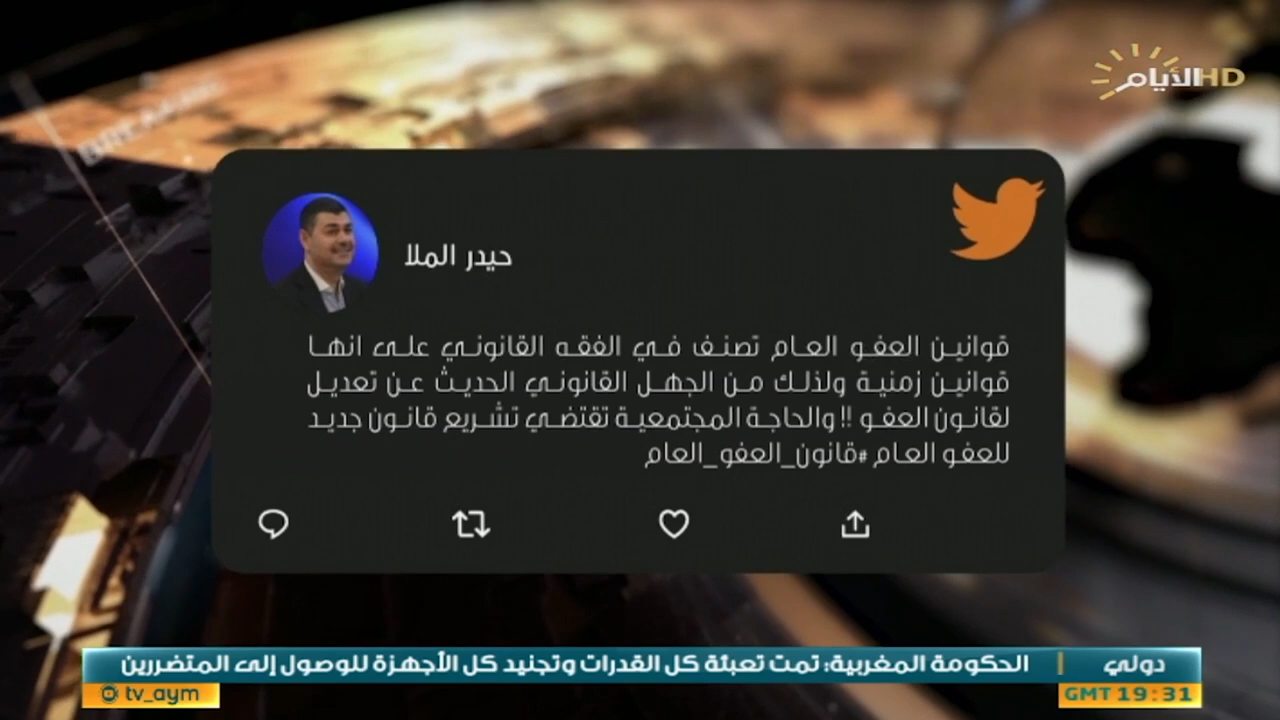 الأيام HD
حيدر الملا
قوانين العفو العام تصنف في الفقه القانوني على انها
قوانين زمنية ولذلك من الجهل القانوني الحديث عن تعديل
لقانون العفو !! والحاجة المجتمعية تقتضي تشريع قانون جديد
للعفو العام #قانون_العفو_العام
دولي | الحكومة المغربية: تمت تعبئة كل القدرات وتجنيد كل الأجهزة للوصول إلى المتضررين
GMT 19:31
tv_aym